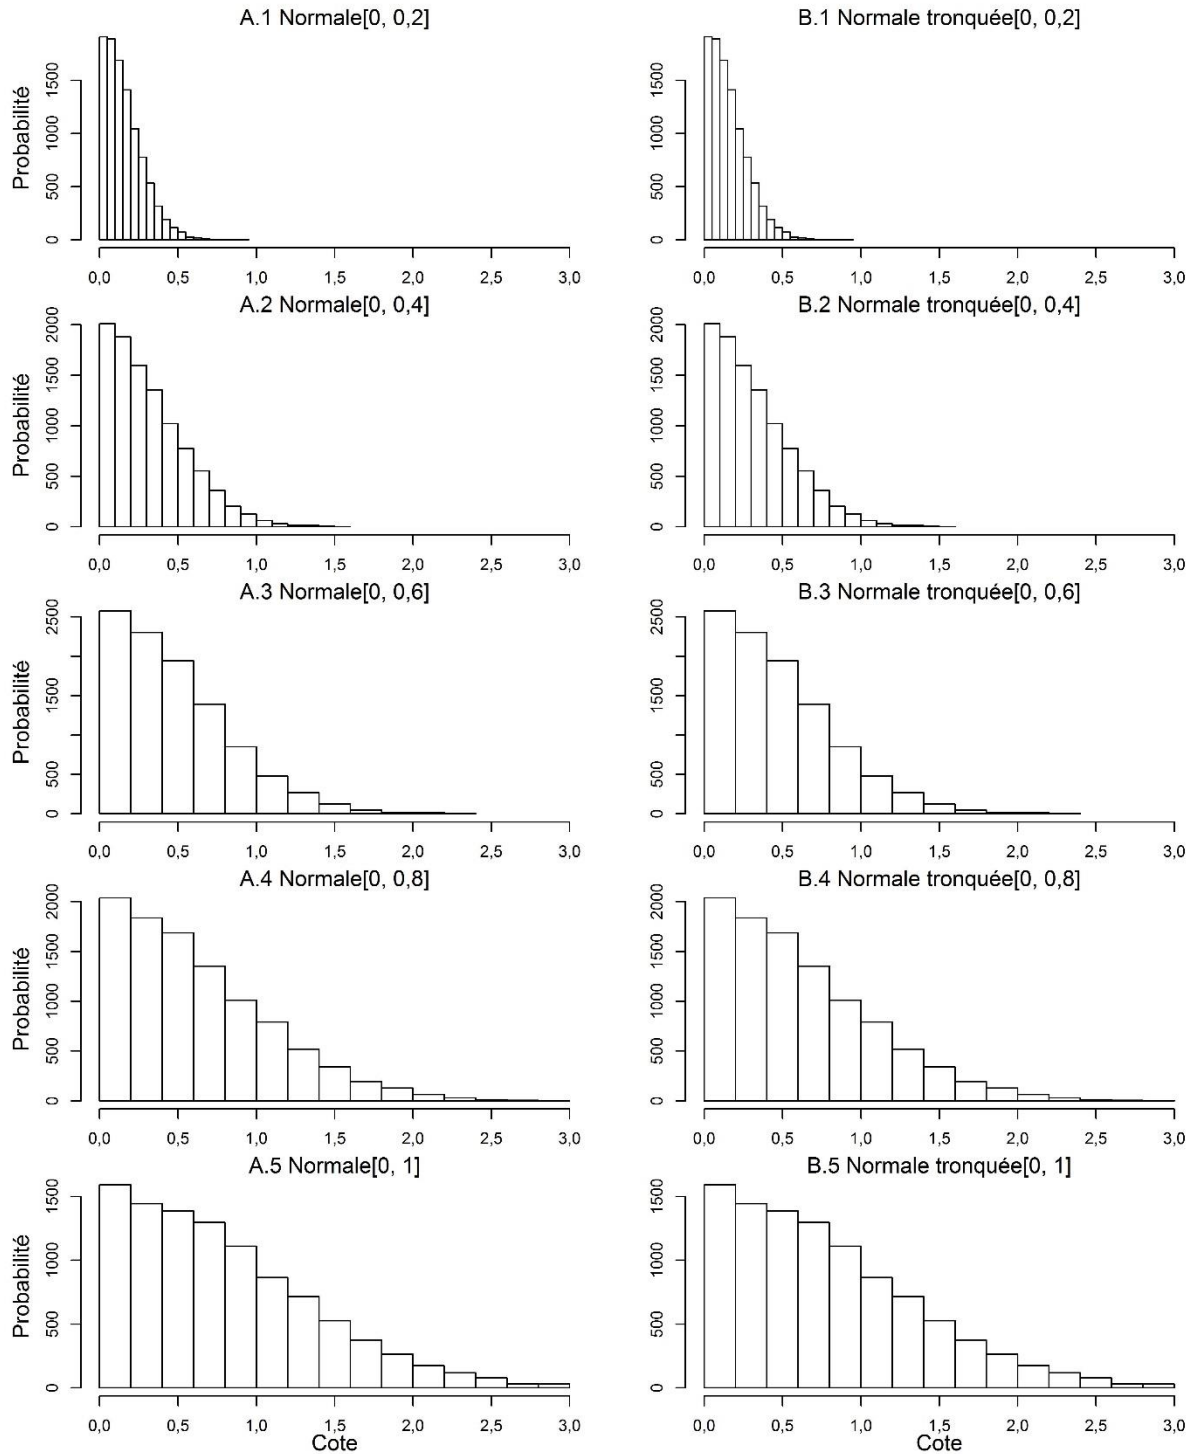 A.1 Normale[0, 0,2]
Probabilité
1500
1000
500
0
0,0 0,5 1,0 1,5 2,0 2,5 3,0
B.1 Normale tronquée[0, 0,2]
1500
1000
500
0
0,0 0,5 1,0 1,5 2,0 2,5 3,0
A.2 Normale[0, 0,4]
Probabilité
2000
1500
1000
500
0
0,0 0,5 1,0 1,5 2,0 2,5 3,0
B.2 Normale tronquée[0, 0,4]
2000
1500
1000
500
0
0,0 0,5 1,0 1,5 2,0 2,5 3,0
A.3 Normale[0, 0,6]
Probabilité
2500
1500
500
0
0,0 0,5 1,0 1,5 2,0 2,5 3,0
B.3 Normale tronquée[0, 0,6]
2500
1500
500
0
0,0 0,5 1,0 1,5 2,0 2,5 3,0
A.4 Normale[0, 0,8]
Probabilité
2000
1500
1000
500
0
0,0 0,5 1,0 1,5 2,0 2,5 3,0
B.4 Normale tronquée[0, 0,8]
2000
1500
1000
500
0
0,0 0,5 1,0 1,5 2,0 2,5 3,0
A.5 Normale[0, 1]
Probabilité
1500
1000
500
0
0,0 0,5 1,0 1,5 2,0 2,5 3,0
Cote
B.5 Normale tronquée[0, 1]
1500
1000
500
0
0,0 0,5 1,0 1,5 2,0 2,5 3,0
Cote